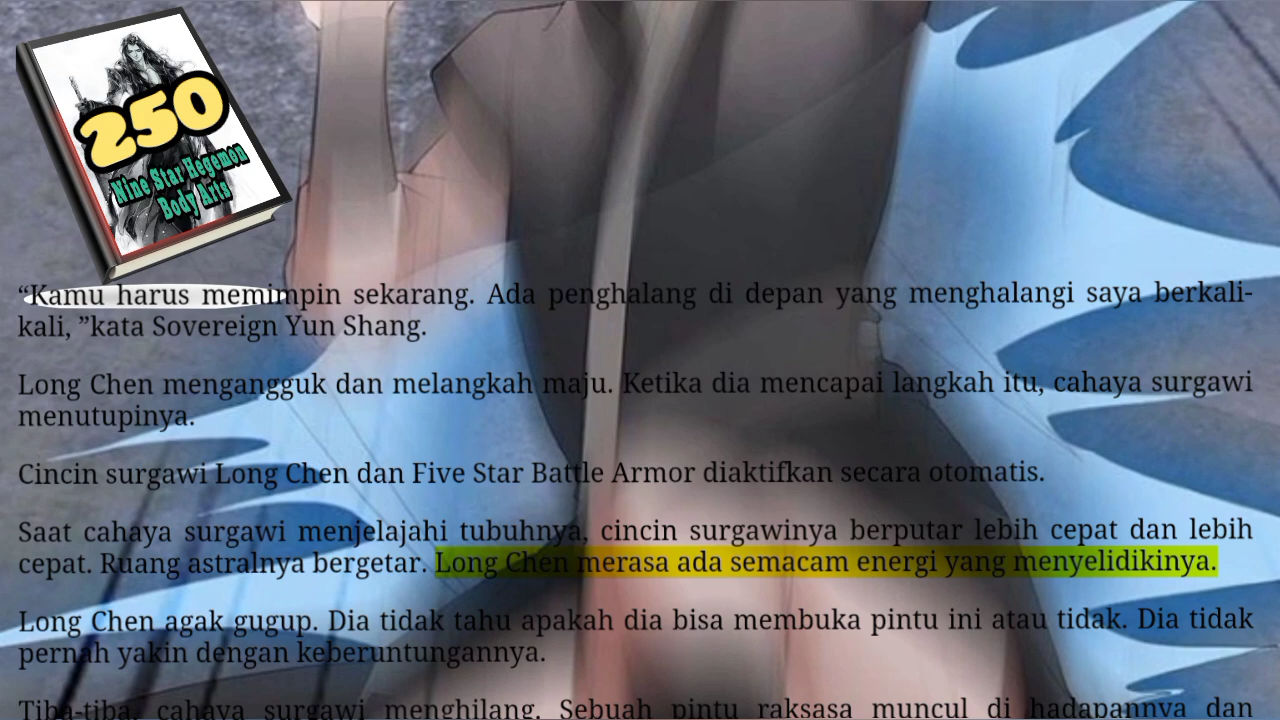 250
Nine Star Hegemon
Body Arts
“Kamu harus memimpin sekarang. Ada penghalang di depan yang menghalangi saya berkali-
kali, ”kata Sovereign Yun Shang.
Long Chen mengangguk dan melangkah maju. Ketika dia mencapai langkah itu, cahaya surgawi
menutupinya.
Cincin surgawi Long Chen dan Five Star Battle Armor diaktifkan secara otomatis.
Saat cahaya surgawi menjelajahi tubuhnya, cincin surgawinya berputar lebih cepat dan lebih
cepat. Ruang astralnya bergetar. Long Chen merasa ada semacam energi yang menyelidikinya.
Long Chen agak gugup. Dia tidak tahu apakah dia bisa membuka pintu ini atau tidak. Dia tidak
pernah yakin dengan keberuntungannya.
Tiba-tiba, cahaya surgawi menghilang. Sebuah pintu raksasa muncul di hadapannya dan